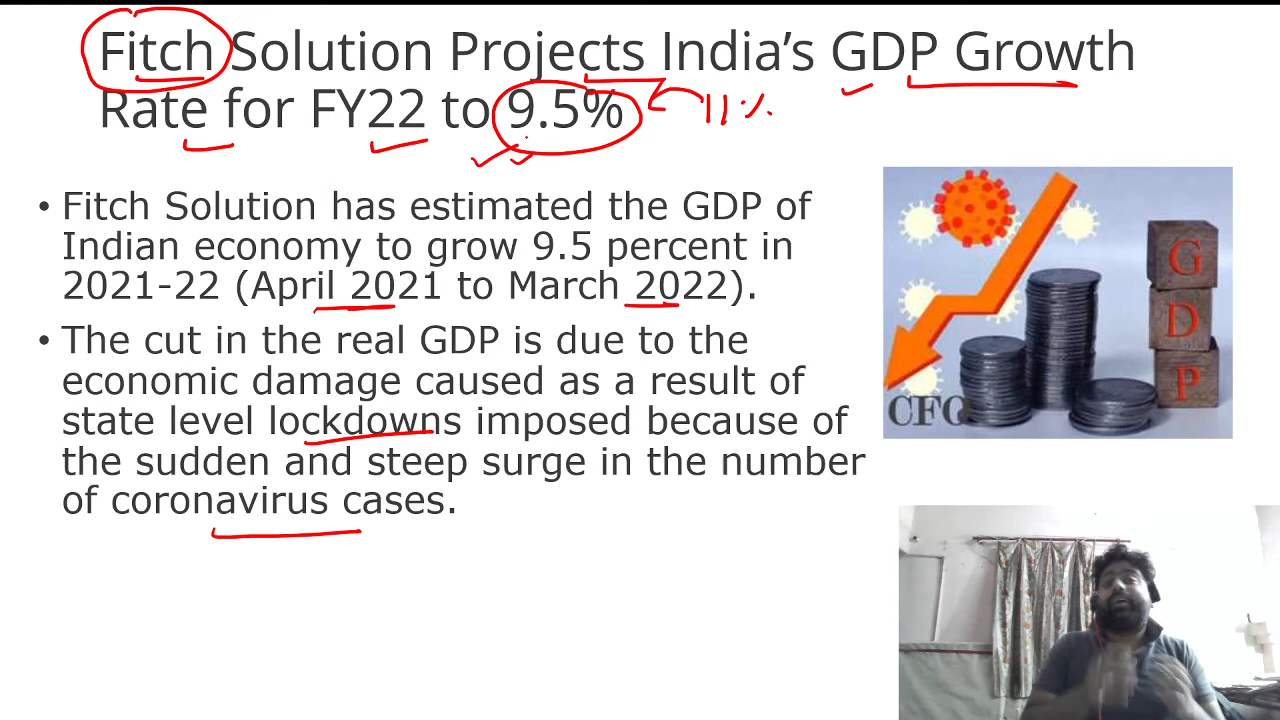 Fitch Solution Projects India’s GDP Growth
Rate for FY22 to 9.5% 11%
• Fitch Solution has estimated the GDP of
Indian economy to grow 9.5 percent in
2021-22 (April 2021 to March 2022).
• The cut in the real GDP is due to the
economic damage caused as a result of
state level lockdowns imposed because of
the sudden and steep surge in the number
of coronavirus cases.
G
D
P
CFO